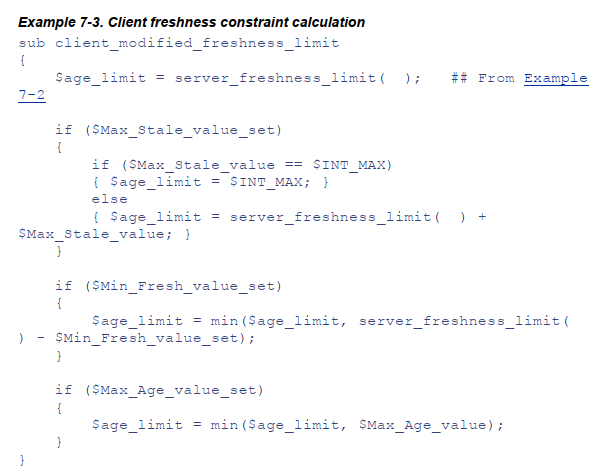 Example 7-3. Client freshness constraint calculation
sub client_modified_freshness_limit
{
    $age_limit = server_freshness_limit(  );   ## From Example
7-2

    if ($Max_Stale_value_set)
    {
        if ($Max_Stale_value == $INT_MAX)
        { $age_limit = $INT_MAX; }
        else
        { $age_limit = server_freshness_limit(  ) +
$Max_Stale_value; }
    }

    if ($Min_Fresh_value_set)
    {
        $age_limit = min($age_limit, server_freshness_limit(
) - $Min_Fresh_value_set);
    }

    if ($Max_Age_value_set)
    {
        $age_limit = min($age_limit, $Max_Age_value);
    }
}